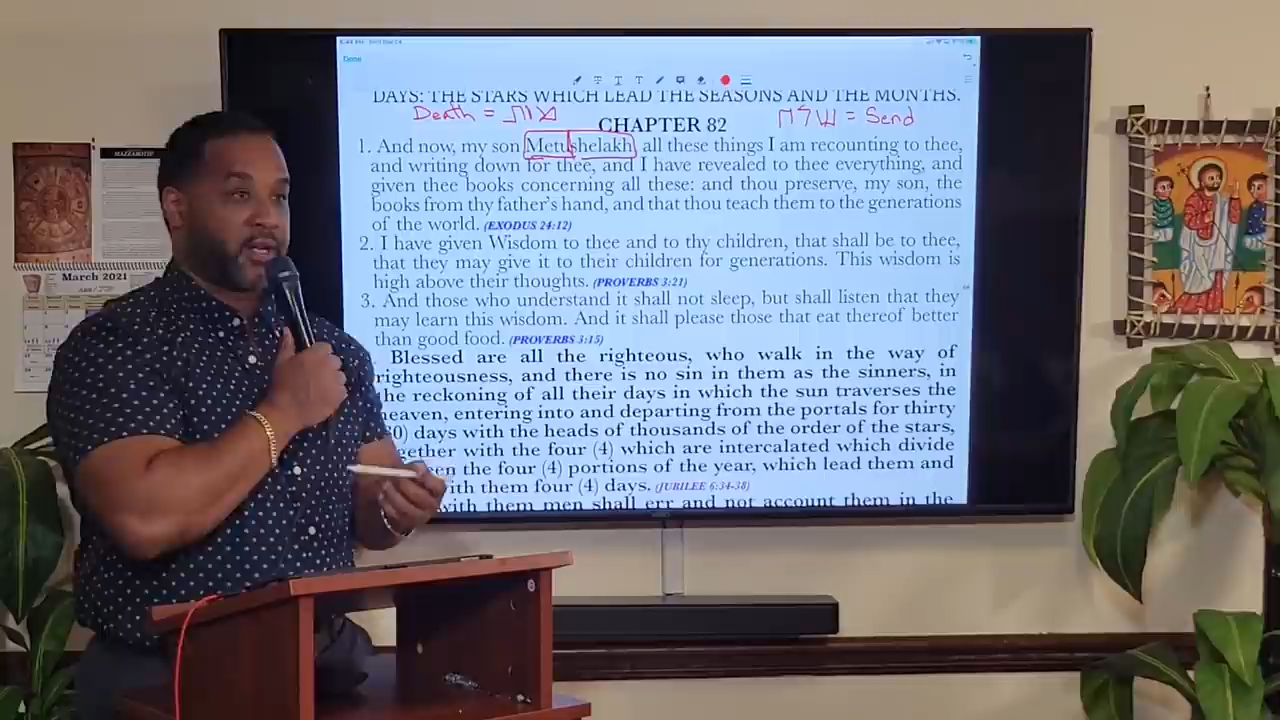 Done
DAYS: THE STARS WHICH LEAD THE SEASONS AND THE MONTHS.
Death =
= Send
CHAPTER 82
1. And now, my son Metushelakh, all these things I am recounting to thee,
and writing down for thee, and I have revealed to thee everything, and
given thee books concerning all these: and thou preserve, my son, the
books from thy father's hand, and that thou teach them to the generations
of the world. (EXODUS 24:12)
2. I have given Wisdom to thee and to thy children, that shall be to thee,
that they may give it to their children for generations. This wisdom is
high above their thoughts. (PROVERBS 3:21)
3. And those who understand it shall not sleep, but shall listen that they
may learn this wisdom. And it shall please those that eat thereof better
than good food. (PROVERBS 3:15)
Blessed are all the righteous, who walk in the way of
righteousness, and there is no sin in them as the sinners, in
the reckoning of all their days in which the sun traverses the
heaven, entering into and departing from the portals for thirty
0) days with the heads of thousands of the order of the stars,
gether with the four (4) which are intercalated which divide
en the four (4) portions of the year, which lead them and
ith them four (4) days. (JUBILEE 6:34-38)
with them men shall err and not account them in the
MAZZAROTH
March 2021